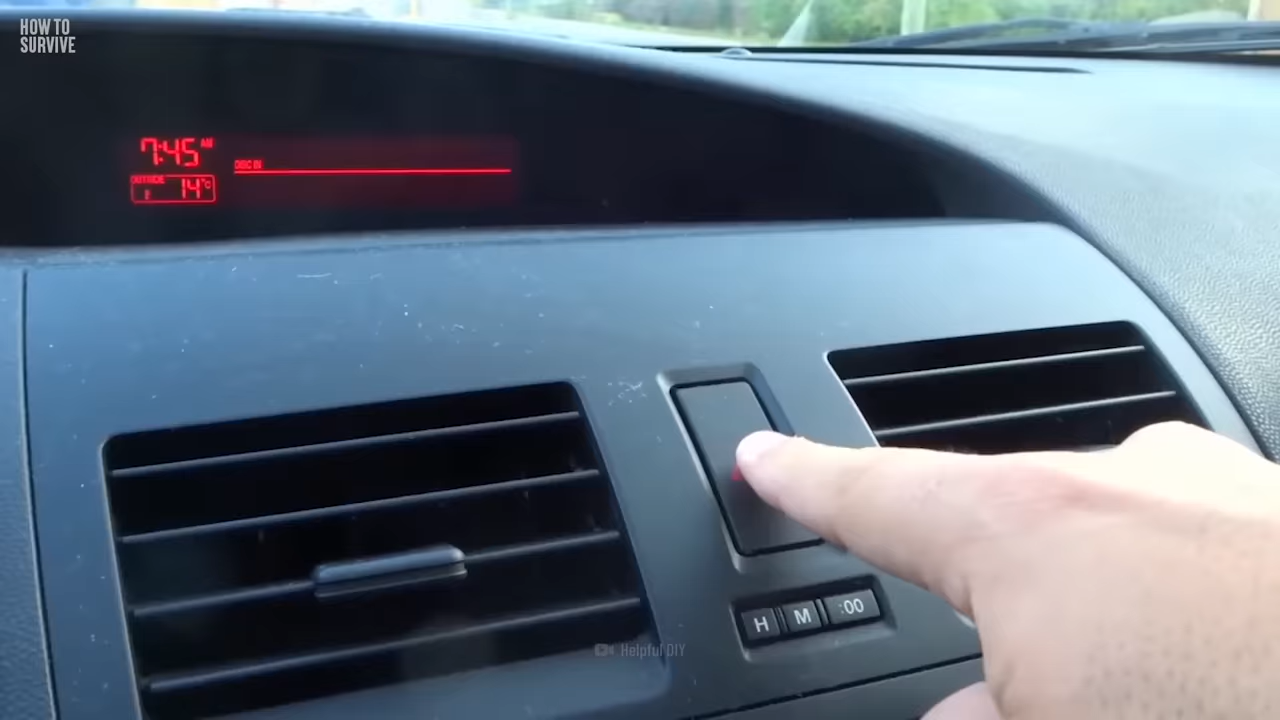 HOW TO
SURVIVE
7:45 AM
DISC IN
OUTSIDE
14°C
H M :00
Helpful DIY